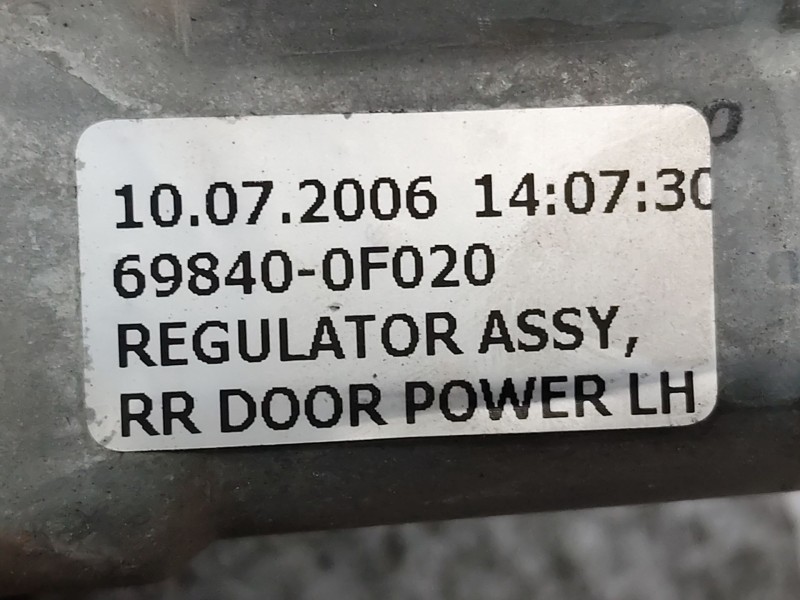 10.07.2006 14:07:30
69840-0F020
REGULATOR ASSY,
RR DOOR POWER LH